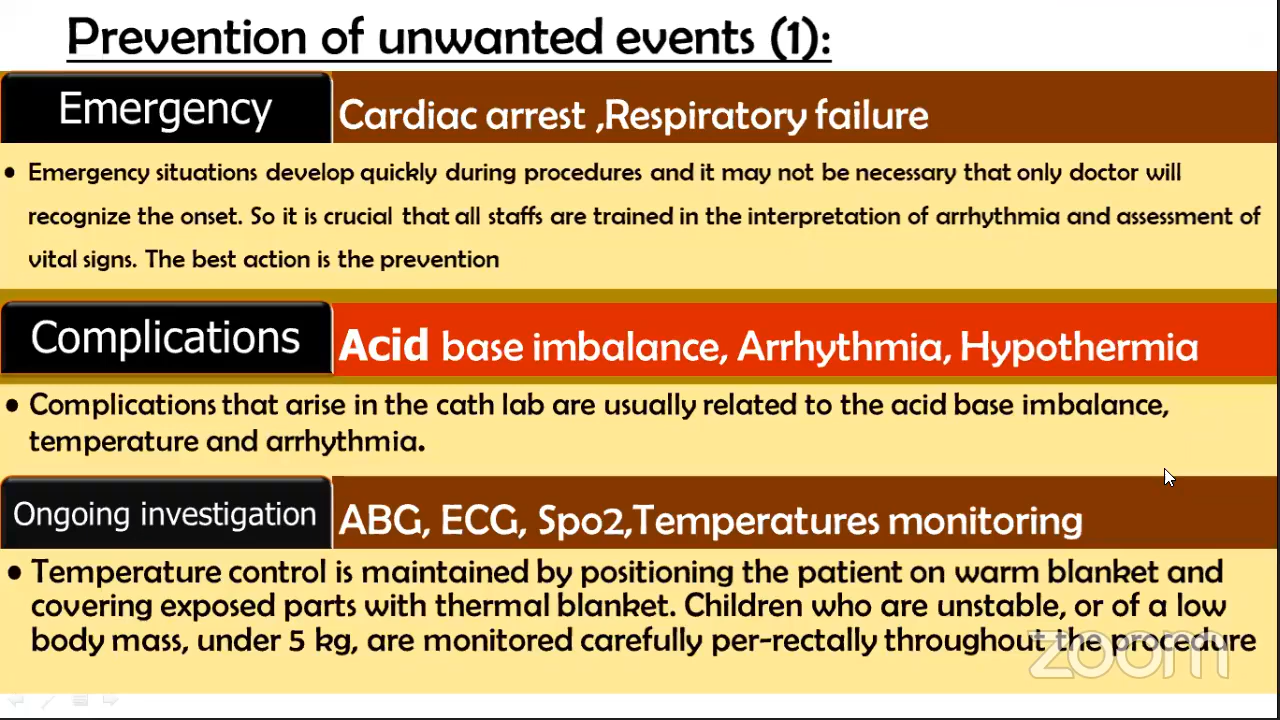 Prevention of unwanted events (1):
Emergency
Cardiac arrest ,Respiratory failure
• Emergency situations develop quickly during procedures and it may not be necessary that only doctor will
recognize the onset. So it is crucial that all staffs are trained in the interpretation of arrhythmia and assessment of
vital signs. The best action is the prevention
Complications
Acid base imbalance, Arrhythmia, Hypothermia
• Complications that arise in the cath lab are usually related to the acid base imbalance,
temperature and arrhythmia.
Ongoing investigation
ABG, ECG, Spo2,Temperatures monitoring
• Temperature control is maintained by positioning the patient on warm blanket and
covering exposed parts with thermal blanket. Children who are unstable, or of a low
body mass, under 5 kg, are monitored carefully per-rectally throughout the procedure
zoom